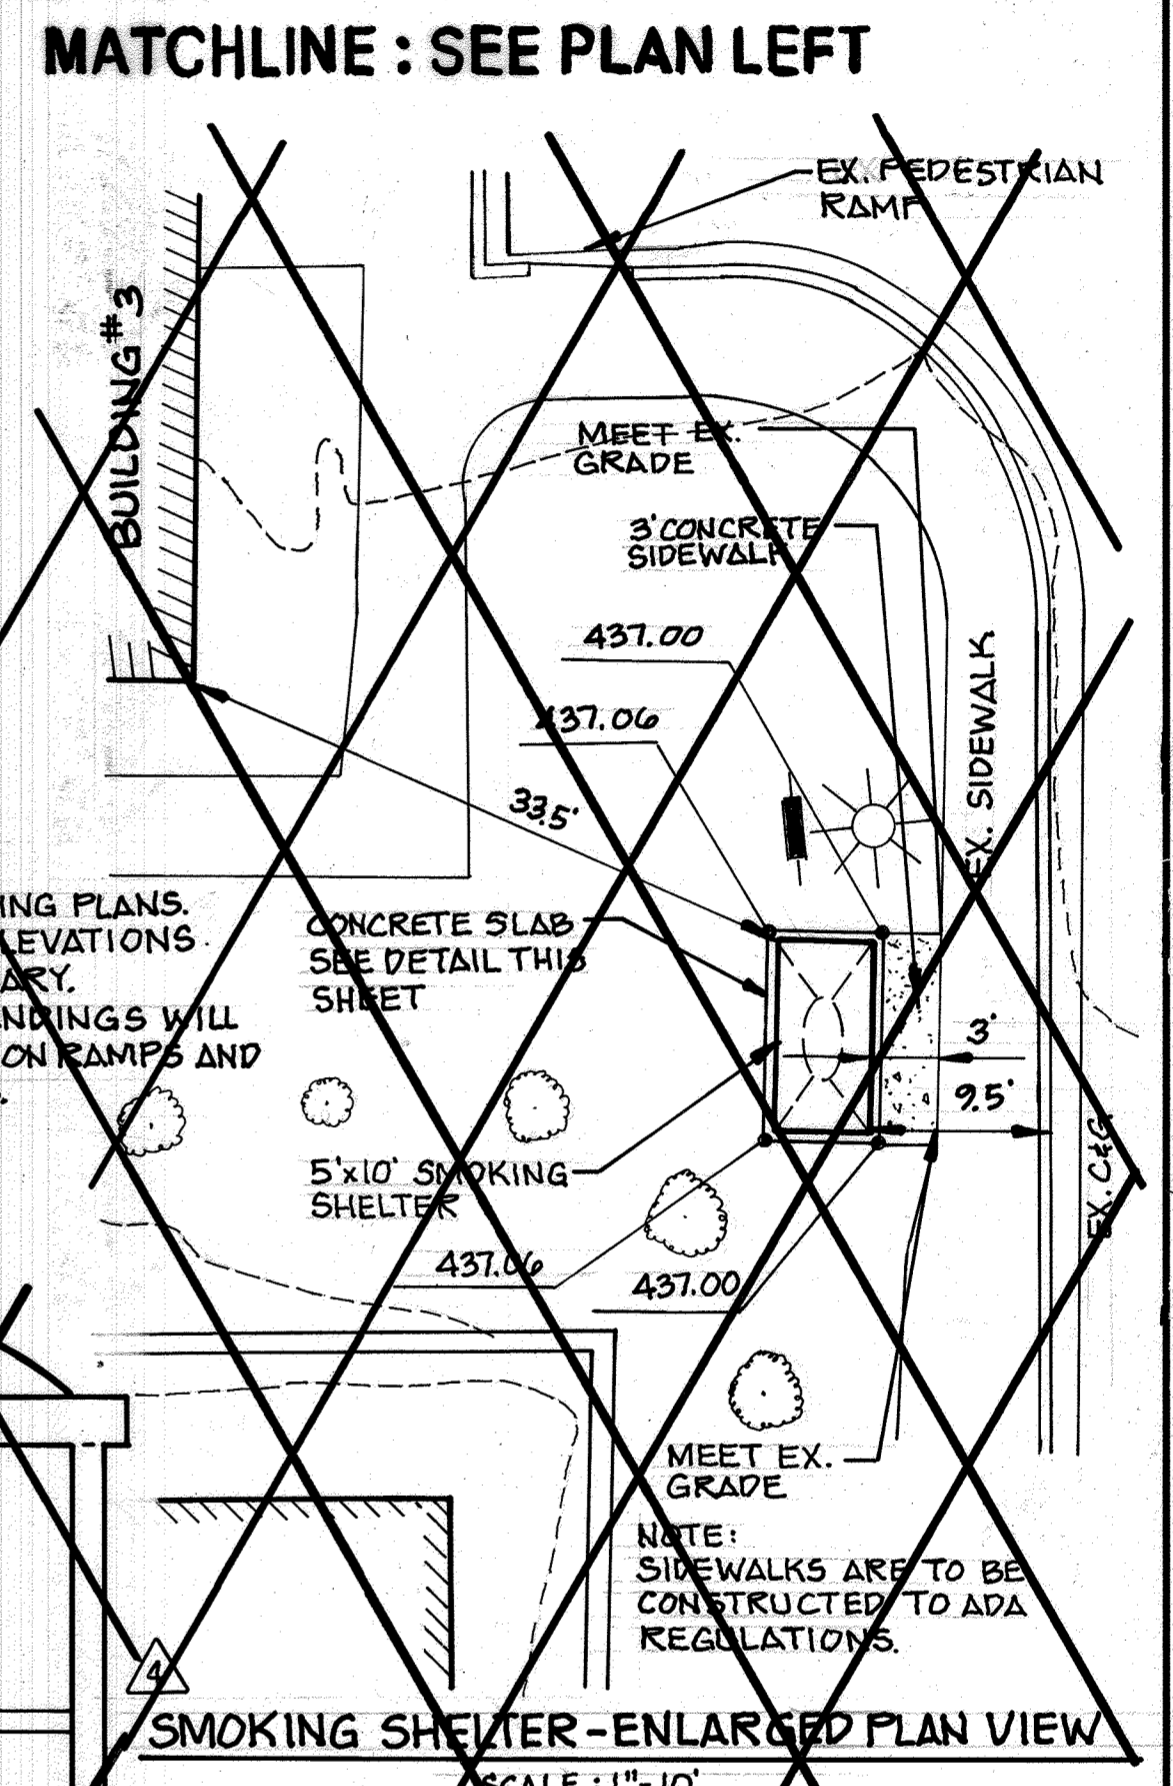 MATCHLINE : SEE PLAN LEFT
EX. PEDESTRIAN
RAMP
BUILDING #3
MEET EX.
GRADE
3' CONCRETE
SIDEWALK
437.00
437.06
EX. SIDEWALK
33.5'
ING PLANS.
LEVATIONS
ARY.
NDINGS WILL
ON RAMPS AND
CONCRETE SLAB
SEE DETAIL THIS
SHEET
3'
9.5'
5'x10' SMOKING
SHELTER
EX. C&G
437.06
437.00
MEET EX.
GRADE
NOTE:
SIDEWALKS ARE TO BE
CONSTRUCTED TO ADA
REGULATIONS.
4
SMOKING SHELTER-ENLARGED PLAN VIEW
SCALE : 1"-10'